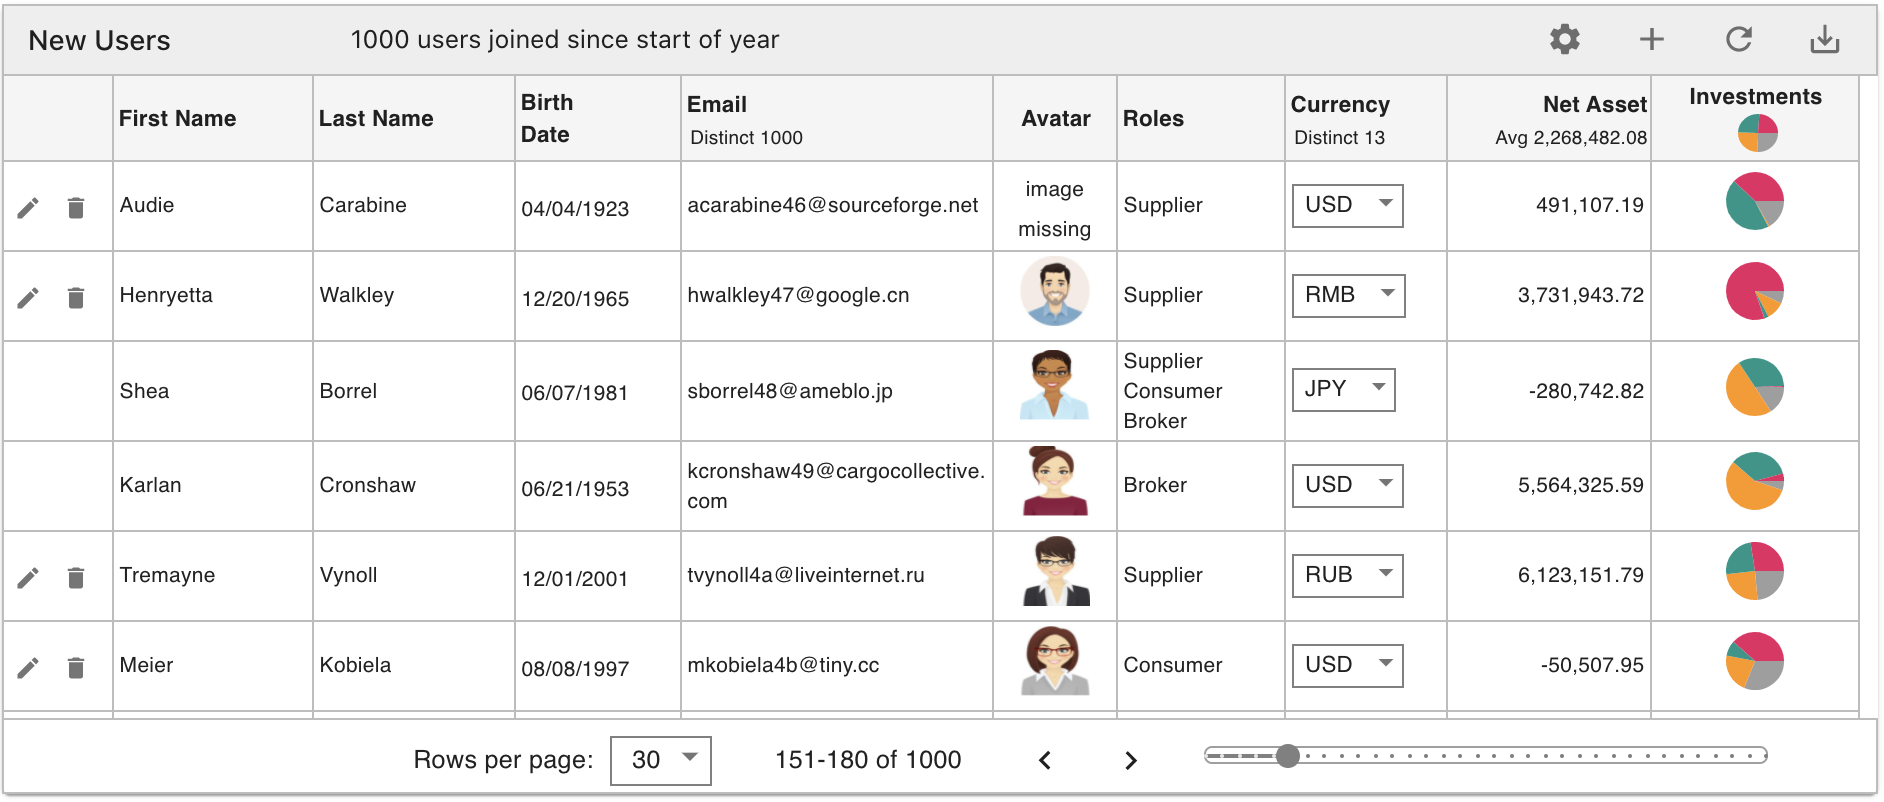 New Users 1000 users joined since start of year
First Name Last Name Birth Date Email Distinct 1000 Avatar Roles Currency Distinct 13 Net Asset Avg 2,268,482.08 Investments
Audie Carabine 04/04/1923 acarabine46@sourceforge.net image missing Supplier USD 491,107.19
Henryetta Walkley 12/20/1965 hwalkley47@google.cn Supplier RMB 3,731,943.72
Shea Borrel 06/07/1981 sborrel48@ameblo.jp Supplier Consumer Broker JPY -280,742.82
Karlan Cronshaw 06/21/1953 kcronshaw49@cargocollective.com Broker USD 5,564,325.59
Tremayne Vynoll 12/01/2001 tvynoll4a@liveinternet.ru Supplier RUB 6,123,151.79
Meier Kobiela 08/08/1997 mkobiela4b@tiny.cc Consumer USD -50,507.95
Rows per page: 30 151-180 of 1000